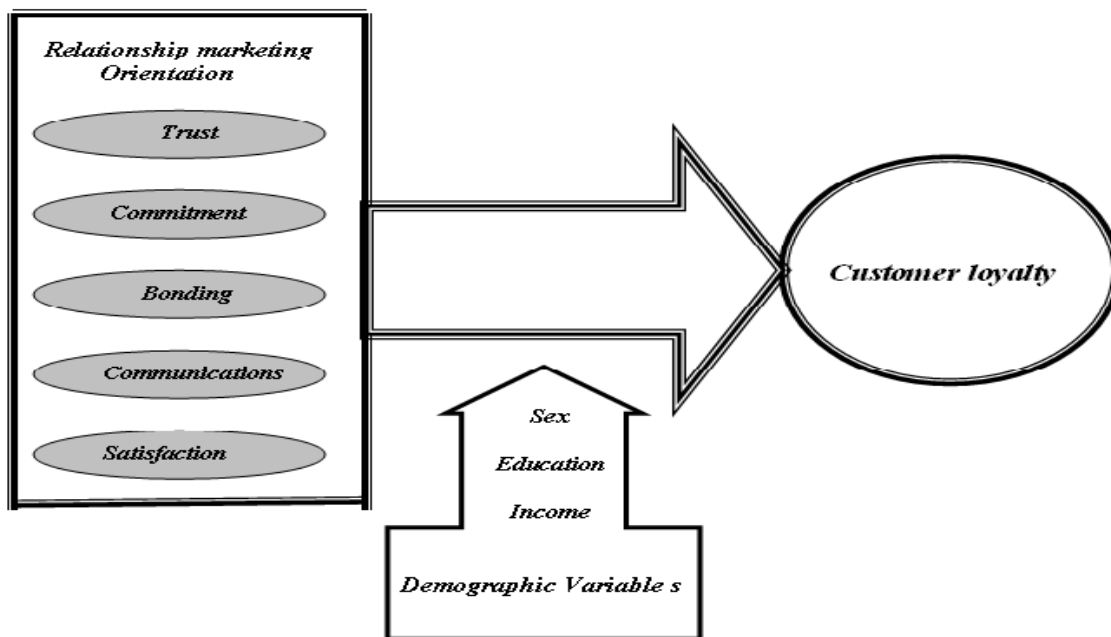 Relationship marketing
Orientation
Trust
Commitment
Bonding
Communications
Satisfaction
Customer loyalty
Sex
Education
Income
Demographic Variable s